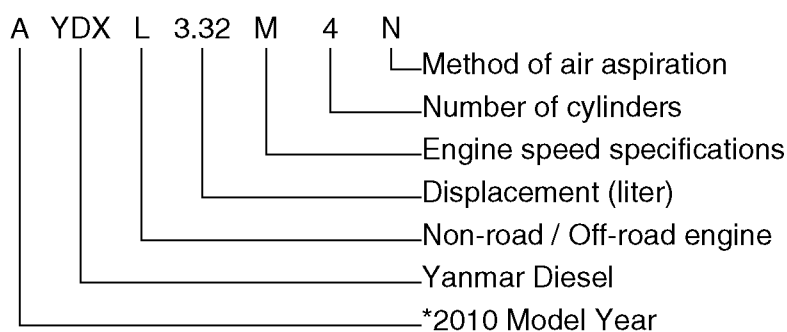 A YDX L 3.32 M 4 N
Method of air aspiration
Number of cylinders
Engine speed specifications
Displacement (liter)
Non-road / Off-road engine
Yanmar Diesel
*2010 Model Year